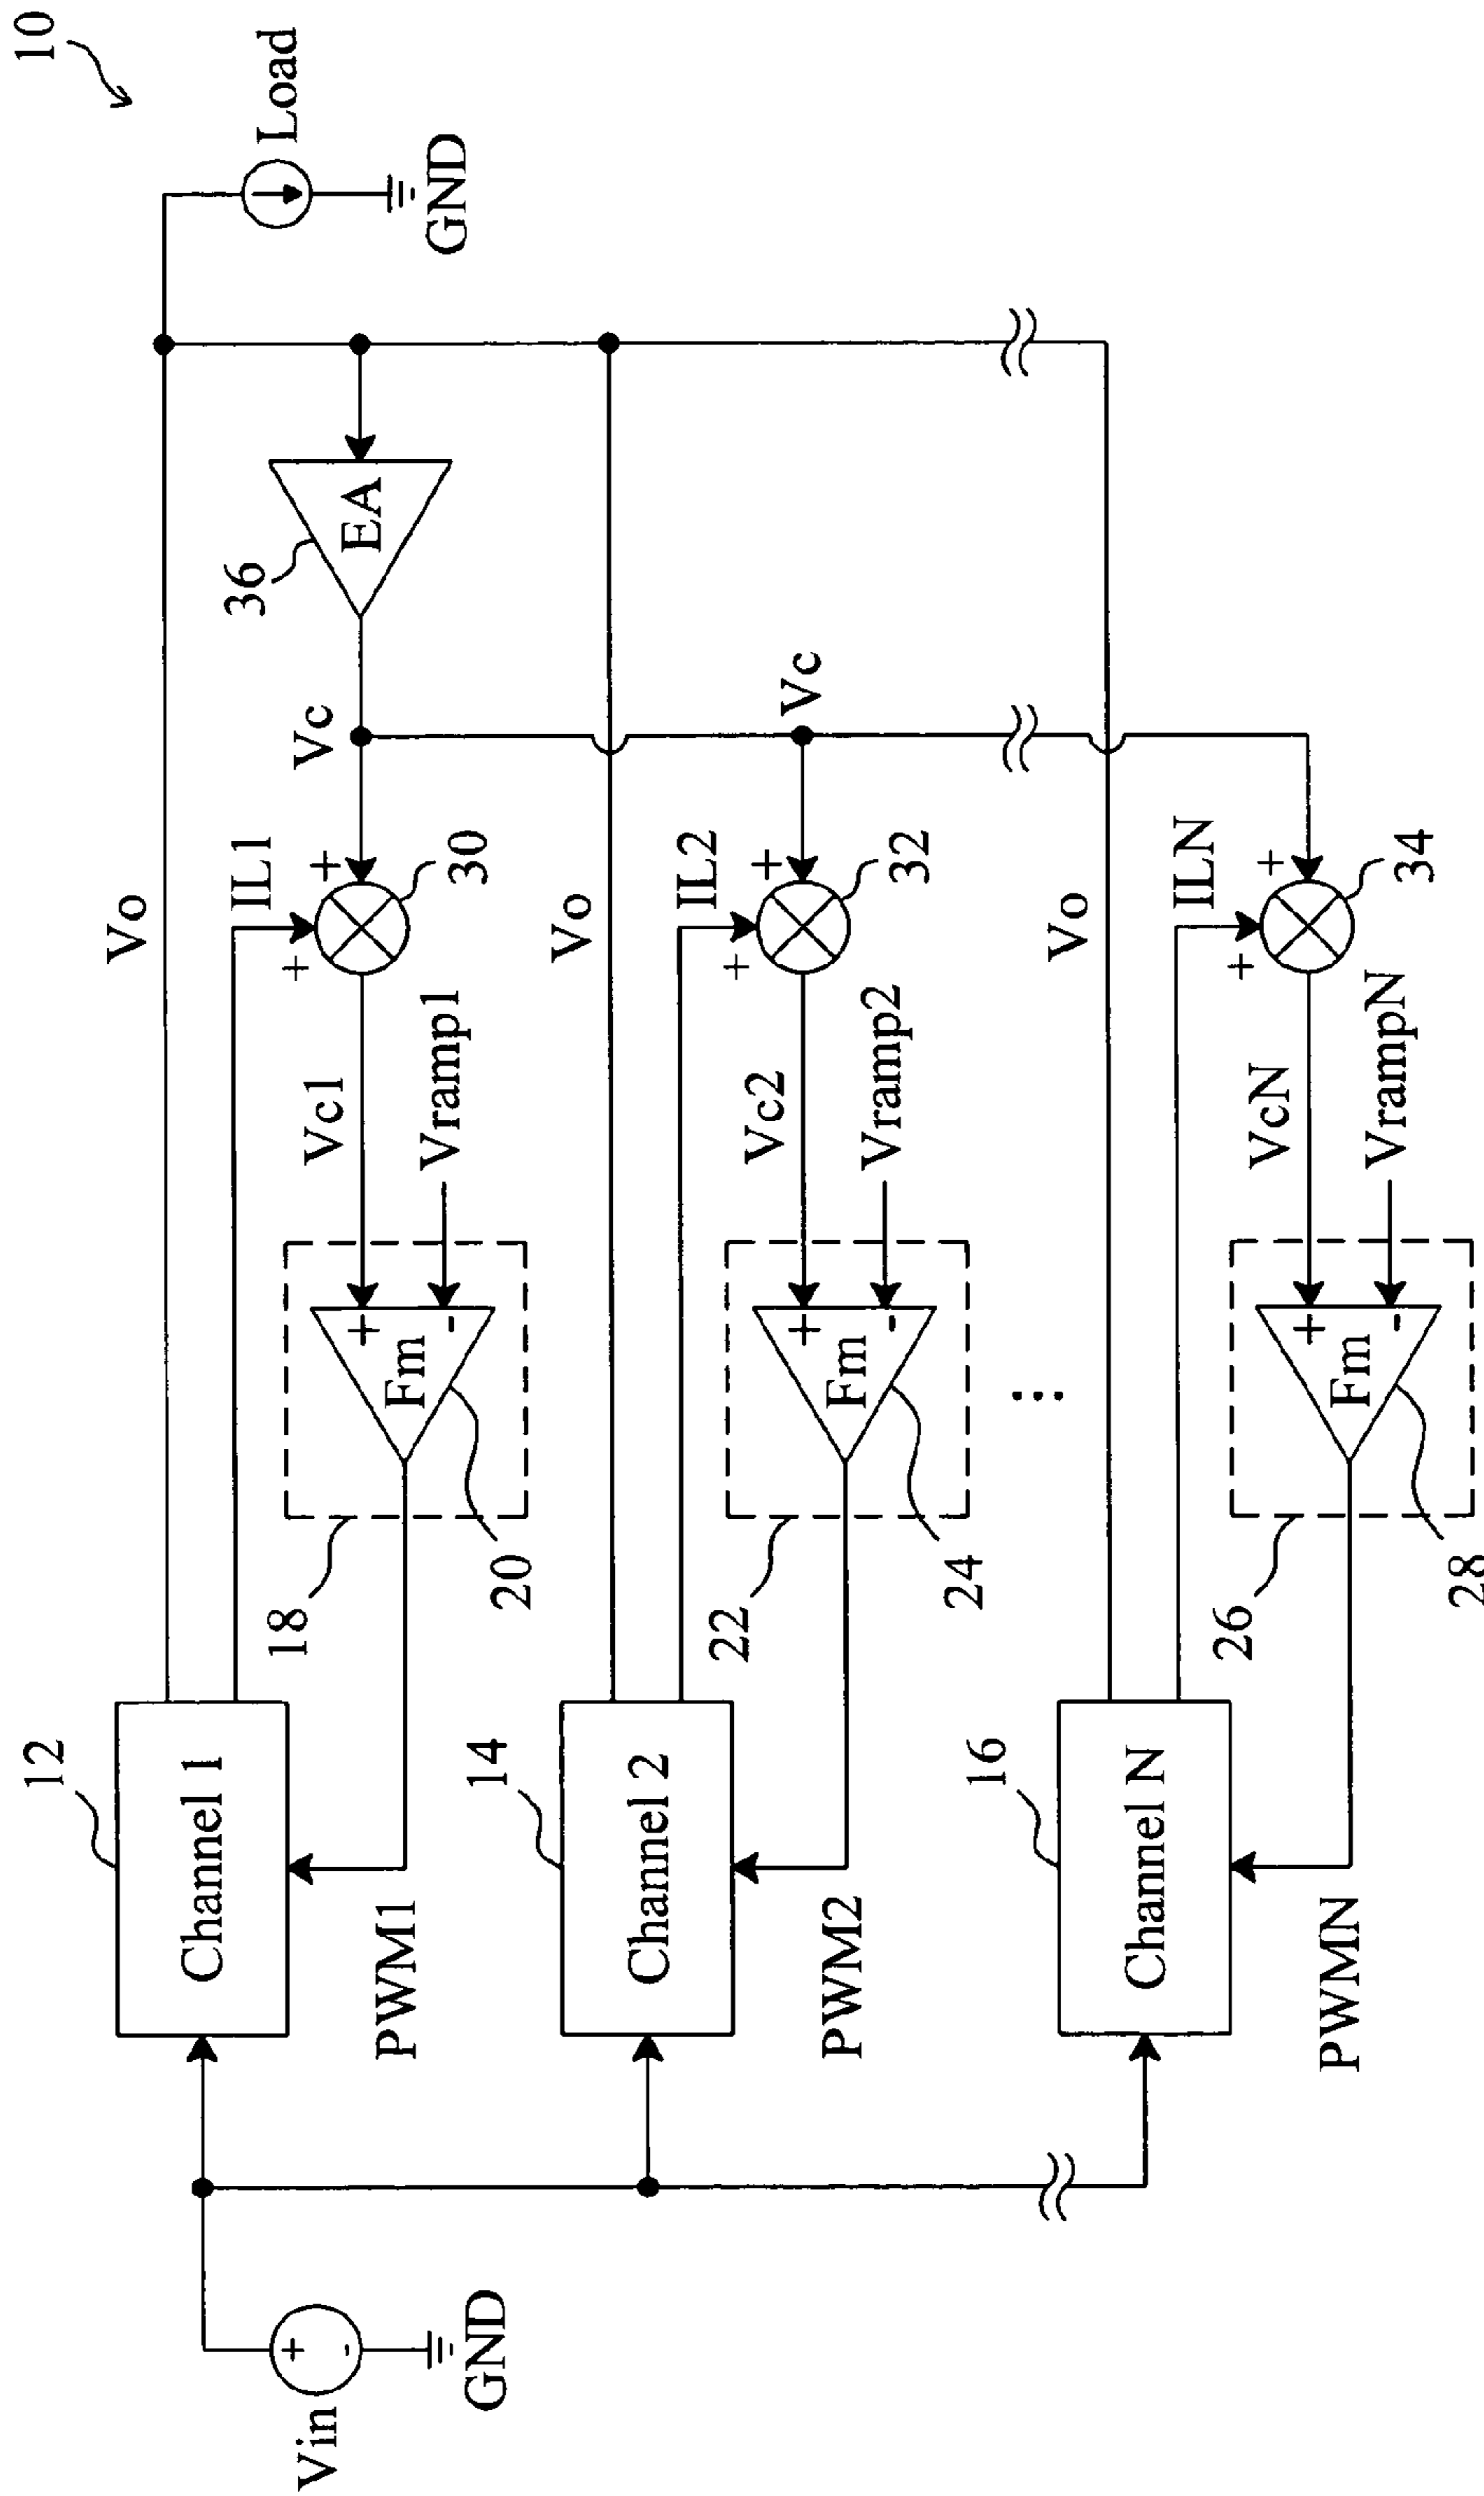 10
Vo
Load
12
Channel 1
IL1
36
EA
Vc
GND
+
+
30
Vin
+
-
GND
PWM1
18
20
Fm
+
-
Vc1
Vramp1
Vo
14
Channel 2
IL2
Vc
+
+
32
PWM2
22
24
Fm
+
-
Vc2
Vramp2
Vo
16
Channel N
ILN
+
+
34
PWMN
26
28
Fm
+
-
VcN
VrampN